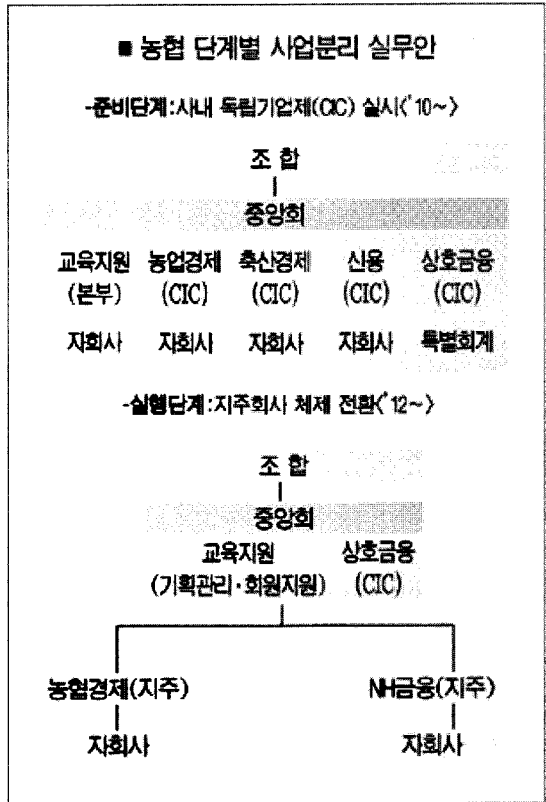 ■ 농협 단계별 사업분리 실무안
-준비단계:사내 독립기업제(CIC) 실시<'10~>
조 합
중앙회
교육지원 농업경제 축산경제 신용 상호금융
(본부) (CIC) (CIC) (CIC) (CIC)
자회사 자회사 자회사 자회사 특별회계
-실행단계:지주회사 체제 전환<'12~>
조 합
중앙회
교육지원 상호금융
(기획관리·회원지원) (CIC)
농협경제(지주) NH금융(지주)
자회사 자회사